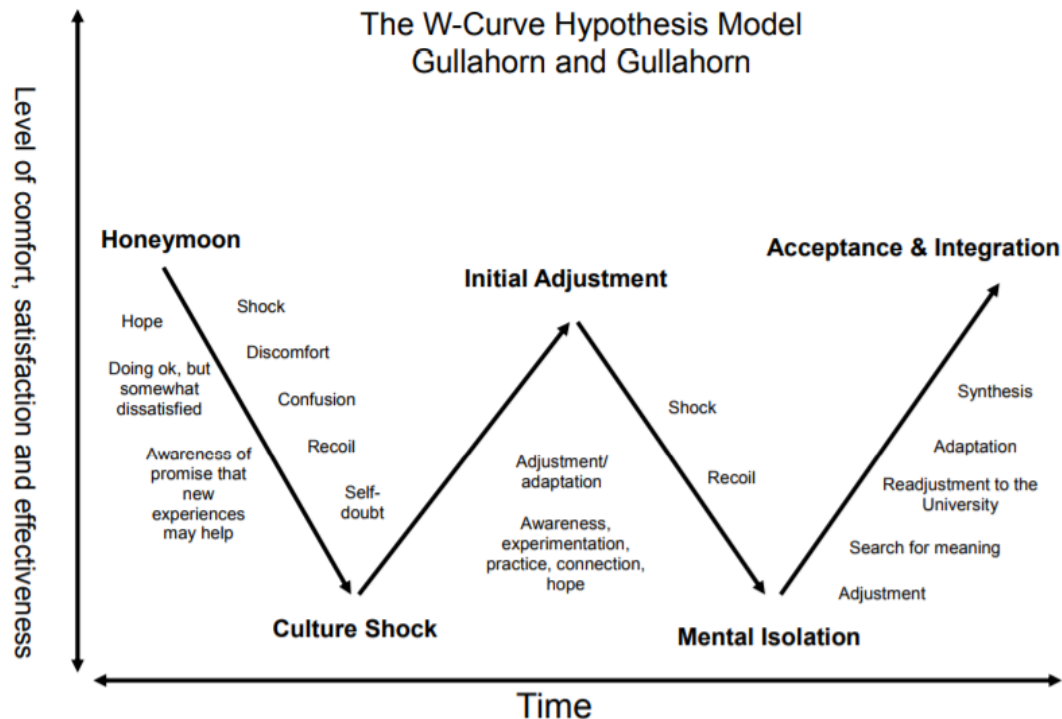 The W-Curve Hypothesis Model
Gullahorn and Gullahorn
Level of comfort, satisfaction and effectiveness
Honeymoon
Hope
Doing ok, but
somewhat
dissatisfied
Awareness of
promise that
new
experiences
may help
Shock
Discomfort
Confusion
Recoil
Self-
doubt
Culture Shock
Initial Adjustment
Adjustment/
adaptation
Awareness,
experimentation,
practice, connection,
hope
Shock
Recoil
Mental Isolation
Acceptance & Integration
Synthesis
Adaptation
Readjustment to the
University
Search for meaning
Adjustment
Time